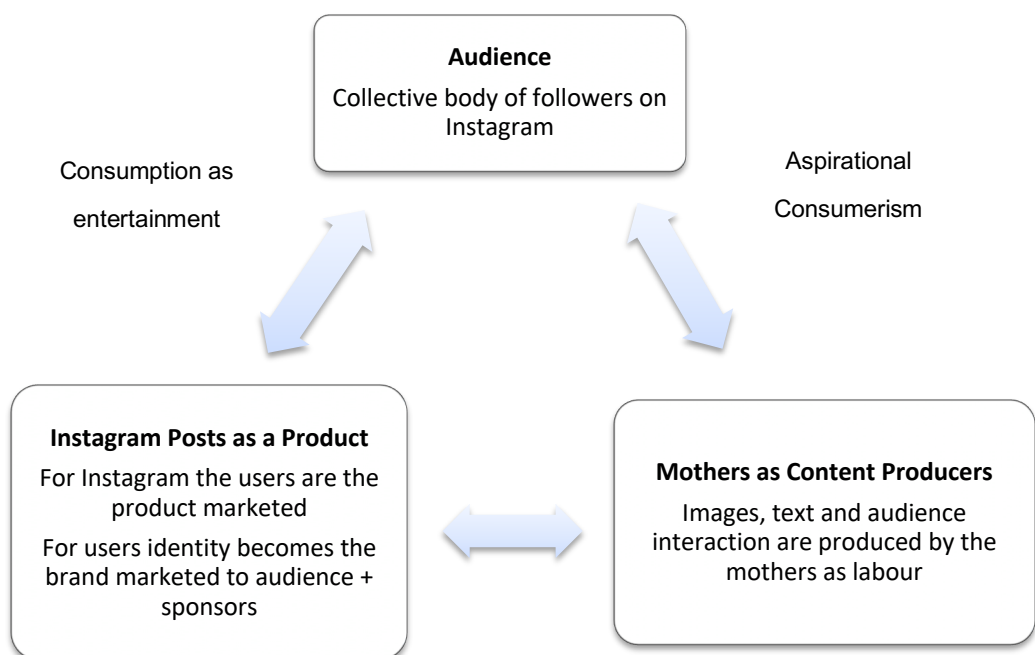 Audience
Collective body of followers on
Instagram
Consumption as
entertainment
Aspirational
Consumerism
Instagram Posts as a Product
For Instagram the users are the
product marketed
For users identity becomes the
brand marketed to audience +
sponsors
Mothers as Content Producers
Images, text and audience
interaction are produced by the
mothers as labour